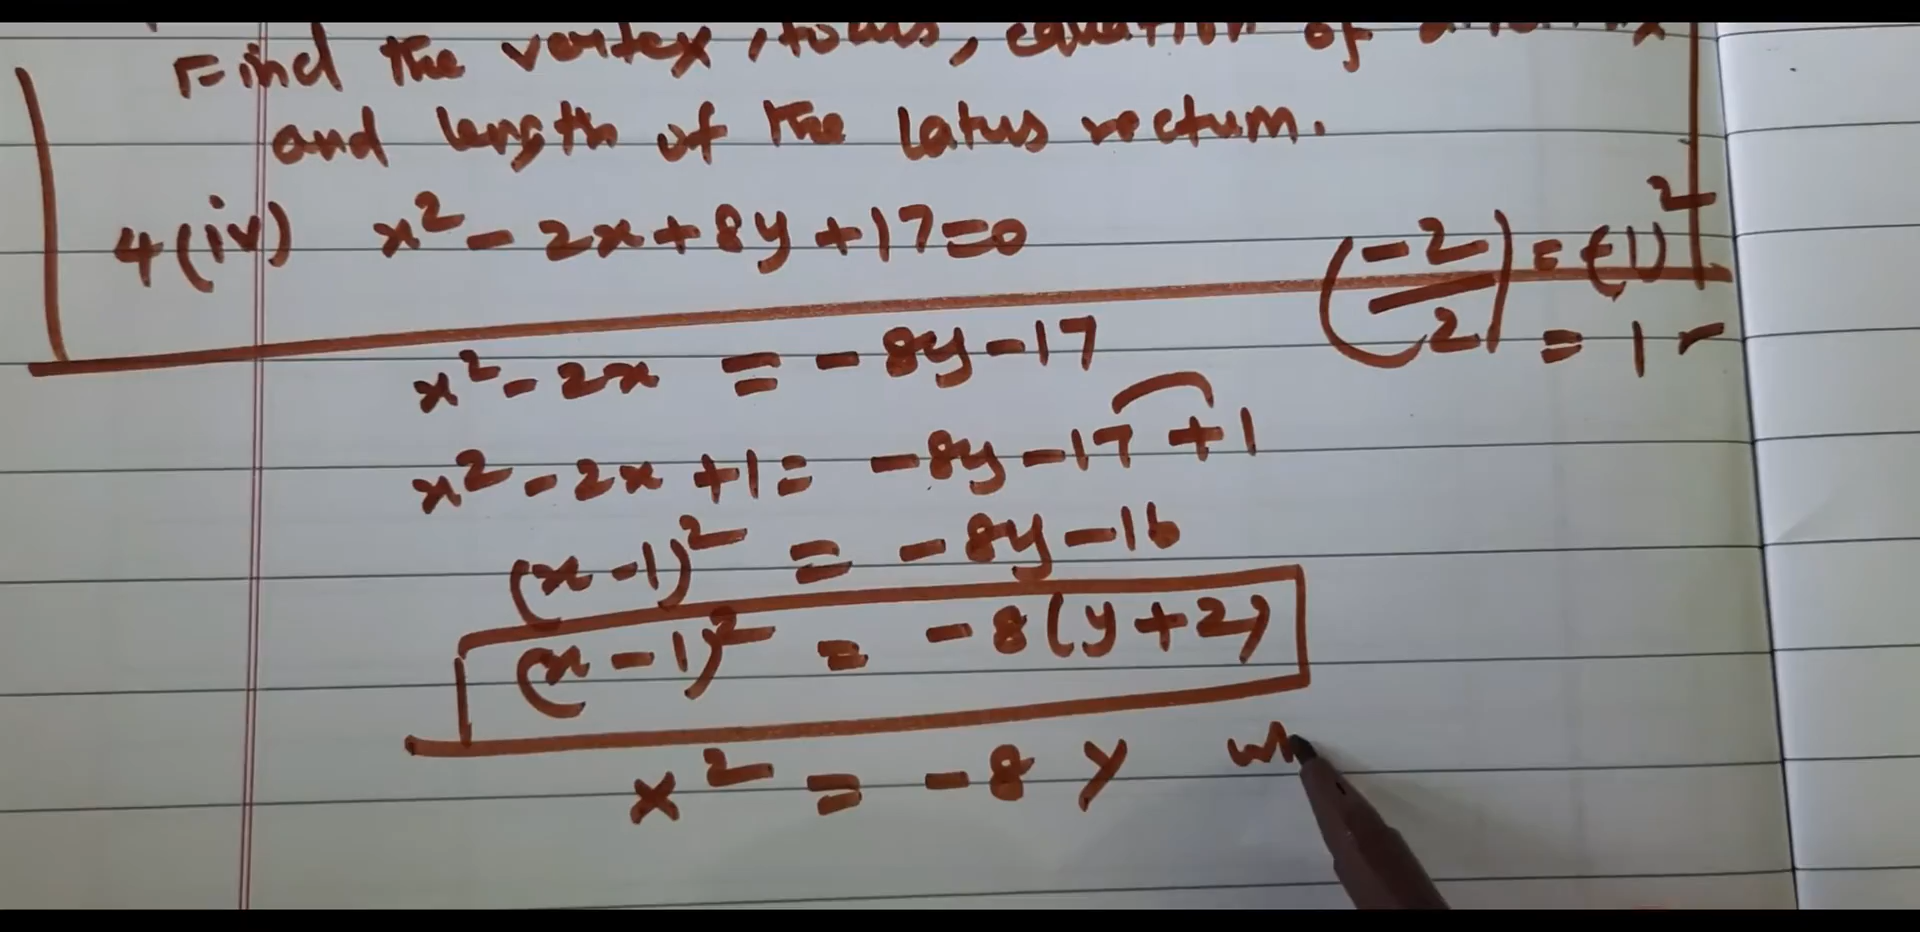 Find the vertex, focus, equation of
and length of the Latus rectum.
4(iv) x² - 2x + 8y + 17 = 0
(-2/2)² = (-1)²
= 1
x² - 2x = - 8y - 17
x² - 2x + 1 = - 8y - 17 + 1
(x - 1)² = - 8y - 16
(x - 1)² = - 8(y + 2)
X² = - 8 Y wh